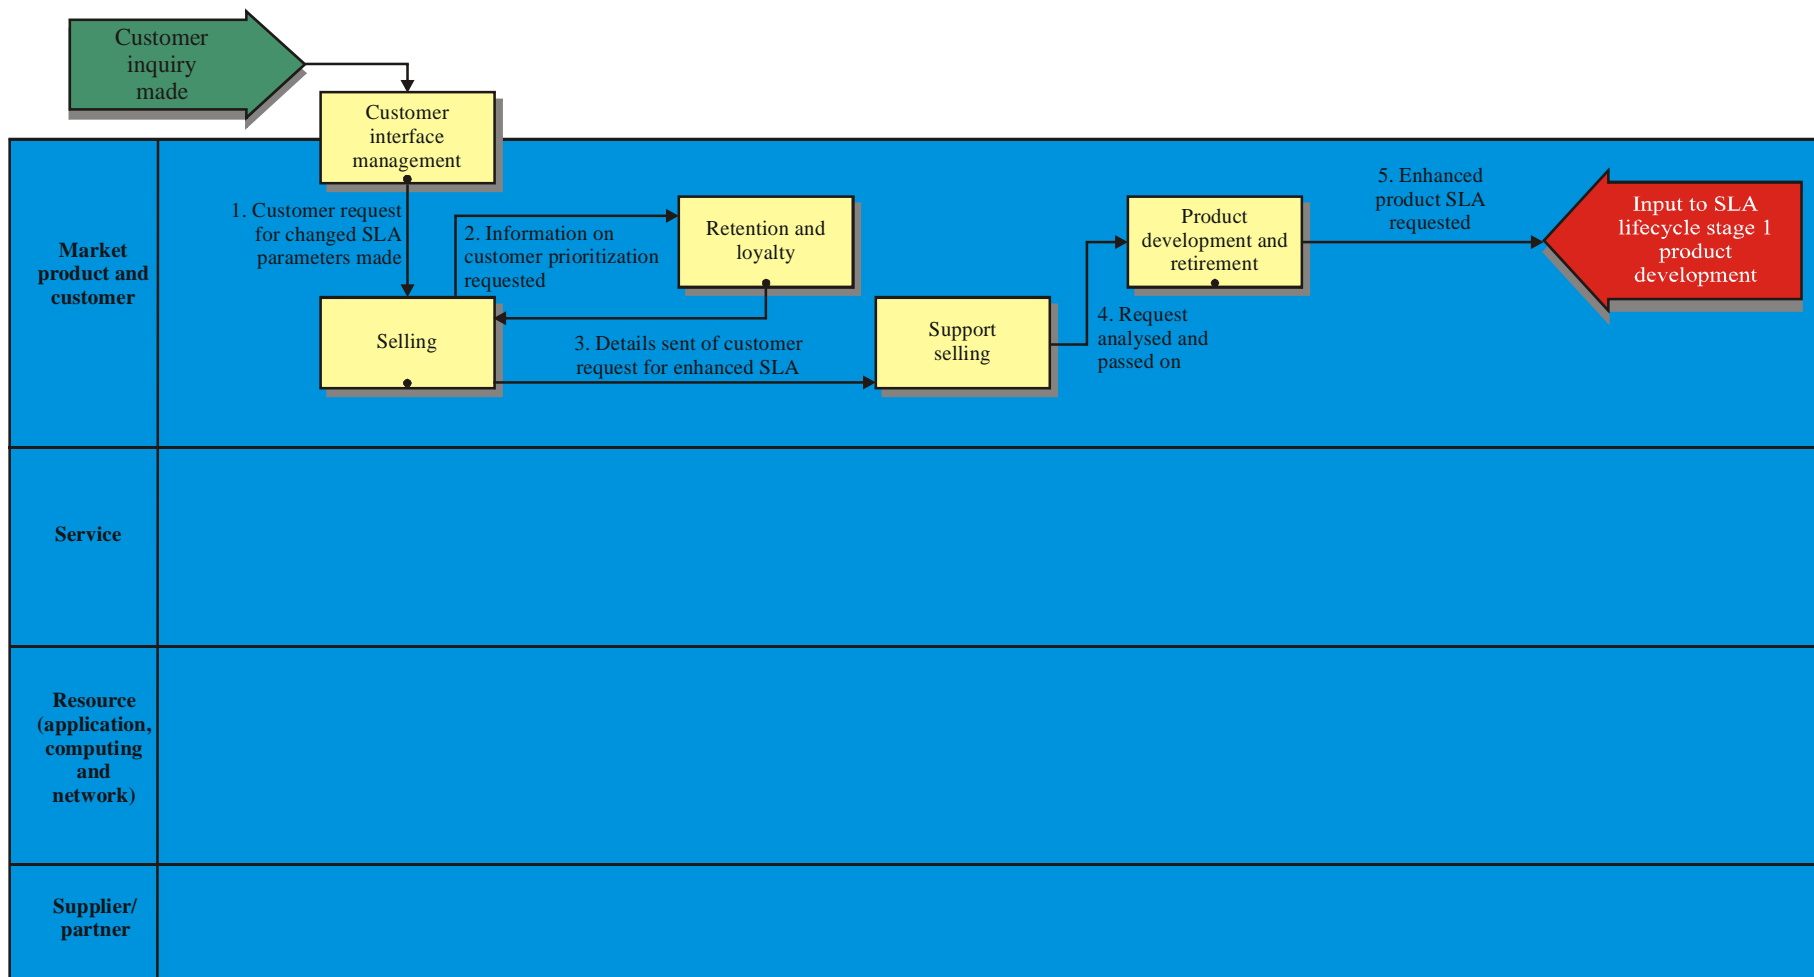 Customer
inquiry
made
Customer
interface
management
Market
product and
customer
1. Customer request
for changed SLA
parameters made
2. Information on
customer prioritization
requested
Retention and
loyalty
Selling
3. Details sent of customer
request for enhanced SLA
Support
selling
4. Request
analysed and
passed on
Product
development and
retirement
5. Enhanced
product SLA
requested
Input to SLA
lifecycle stage 1
product
development
Service
Resource
(application,
computing
and
network)
Supplier/
partner